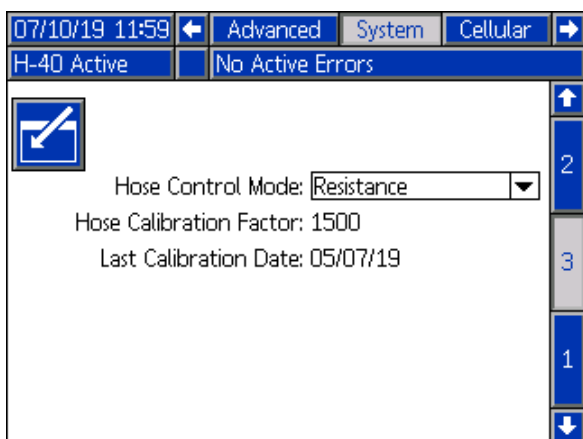 07/10/19 11:59 Advanced System Cellular
H-40 Active No Active Errors
2
Hose Control Mode: Resistance
Hose Calibration Factor: 1500
Last Calibration Date: 05/07/19
3
1